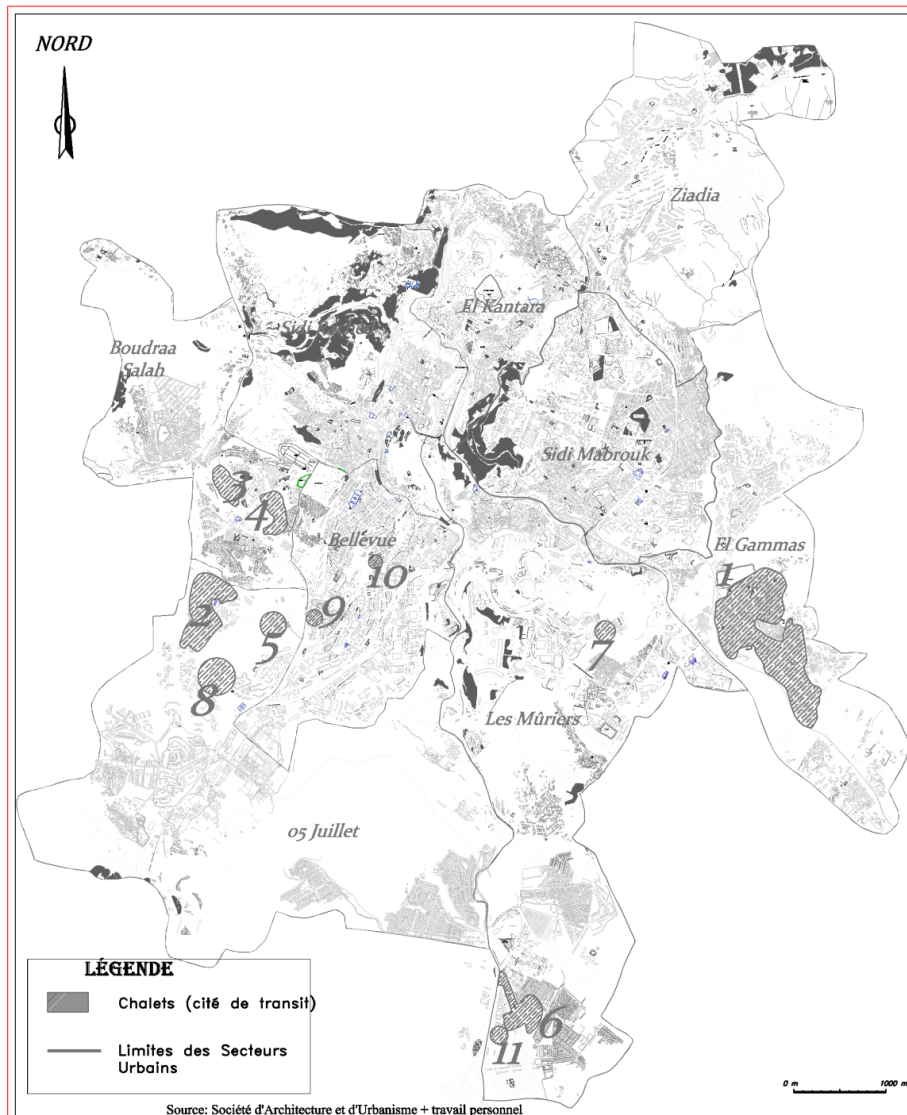 NORD
Ziadia
El Kantara
Boudraa
Salah
Sidi Mabrouk
3
4
Bellevue
El Gammas
10
1
2
5
9
7
8
Les Mûriers
05 Juillet
6
11
LÉGENDE
Chalets (cité de transit)
Limites des Secteurs
Urbains
0 m
1000 m
Source: Société d'Architecture et d'Urbanisme + travail personnel